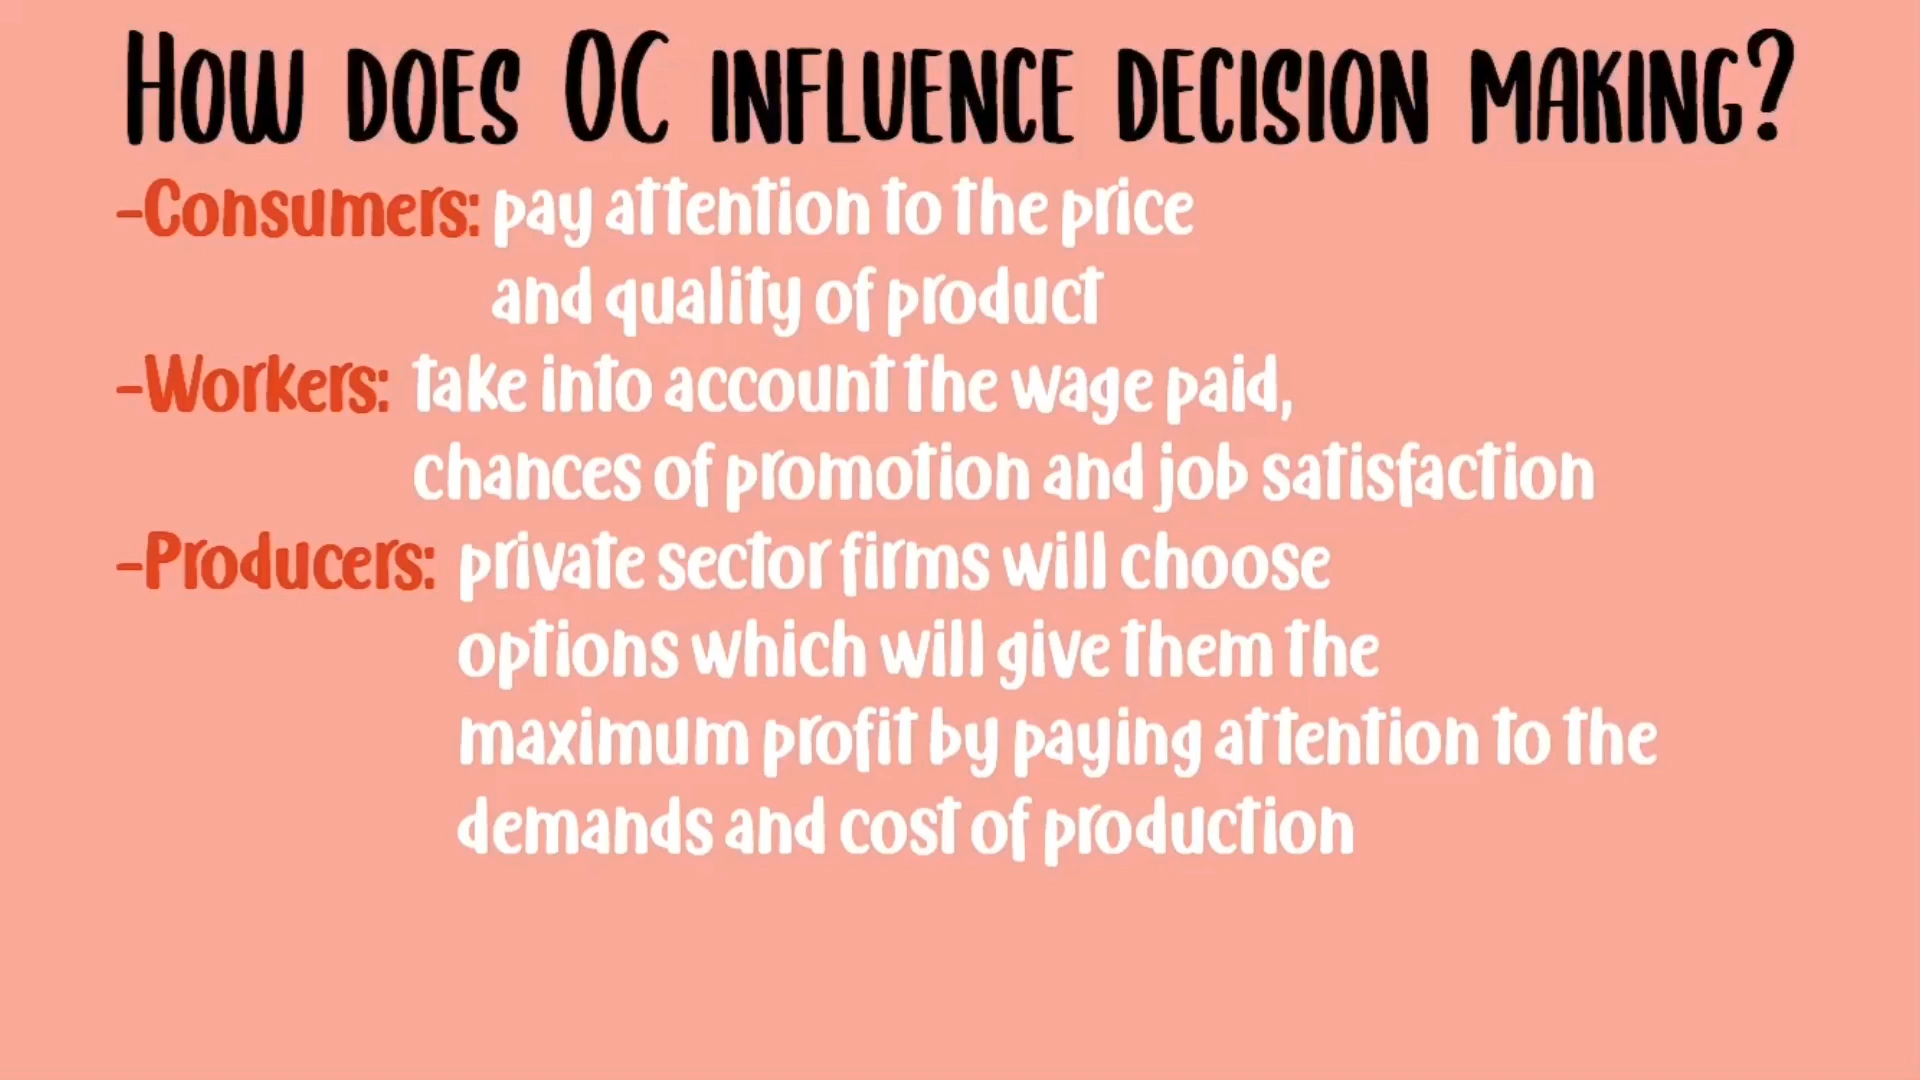 How does OC influence decision making?
-Consumers: pay attention to the price
and quality of product
-Workers: take into account the wage paid,
chances of promotion and job satisfaction
-Producers: private sector firms will choose
options which will give them the
maximum profit by paying attention to the
demands and cost of production